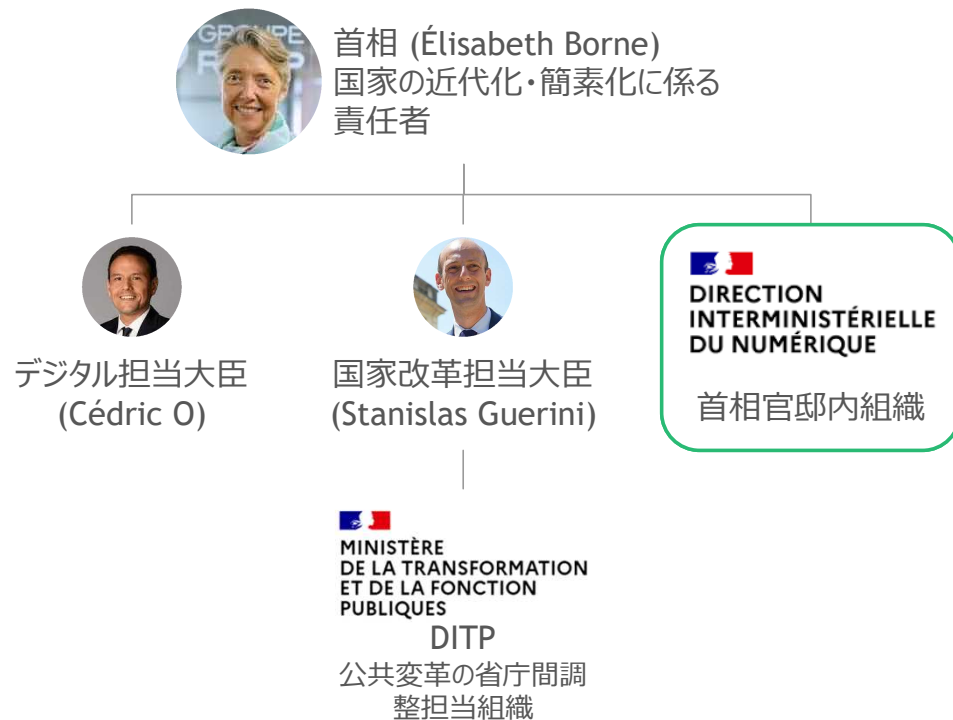 首相 (Élisabeth Borne)
国家の近代化・簡素化に係る
責任者
デジタル担当大臣
(Cédric O)
国家改革担当大臣
(Stanislas Guerini)
DIRECTION
INTERMINISTÉRIELLE
DU NUMÉRIQUE
首相官邸内組織
MINISTÈRE
DE LA TRANSFORMATION
ET DE LA FONCTION
PUBLIQUES
DITP
公共変革の省庁間調
整担当組織